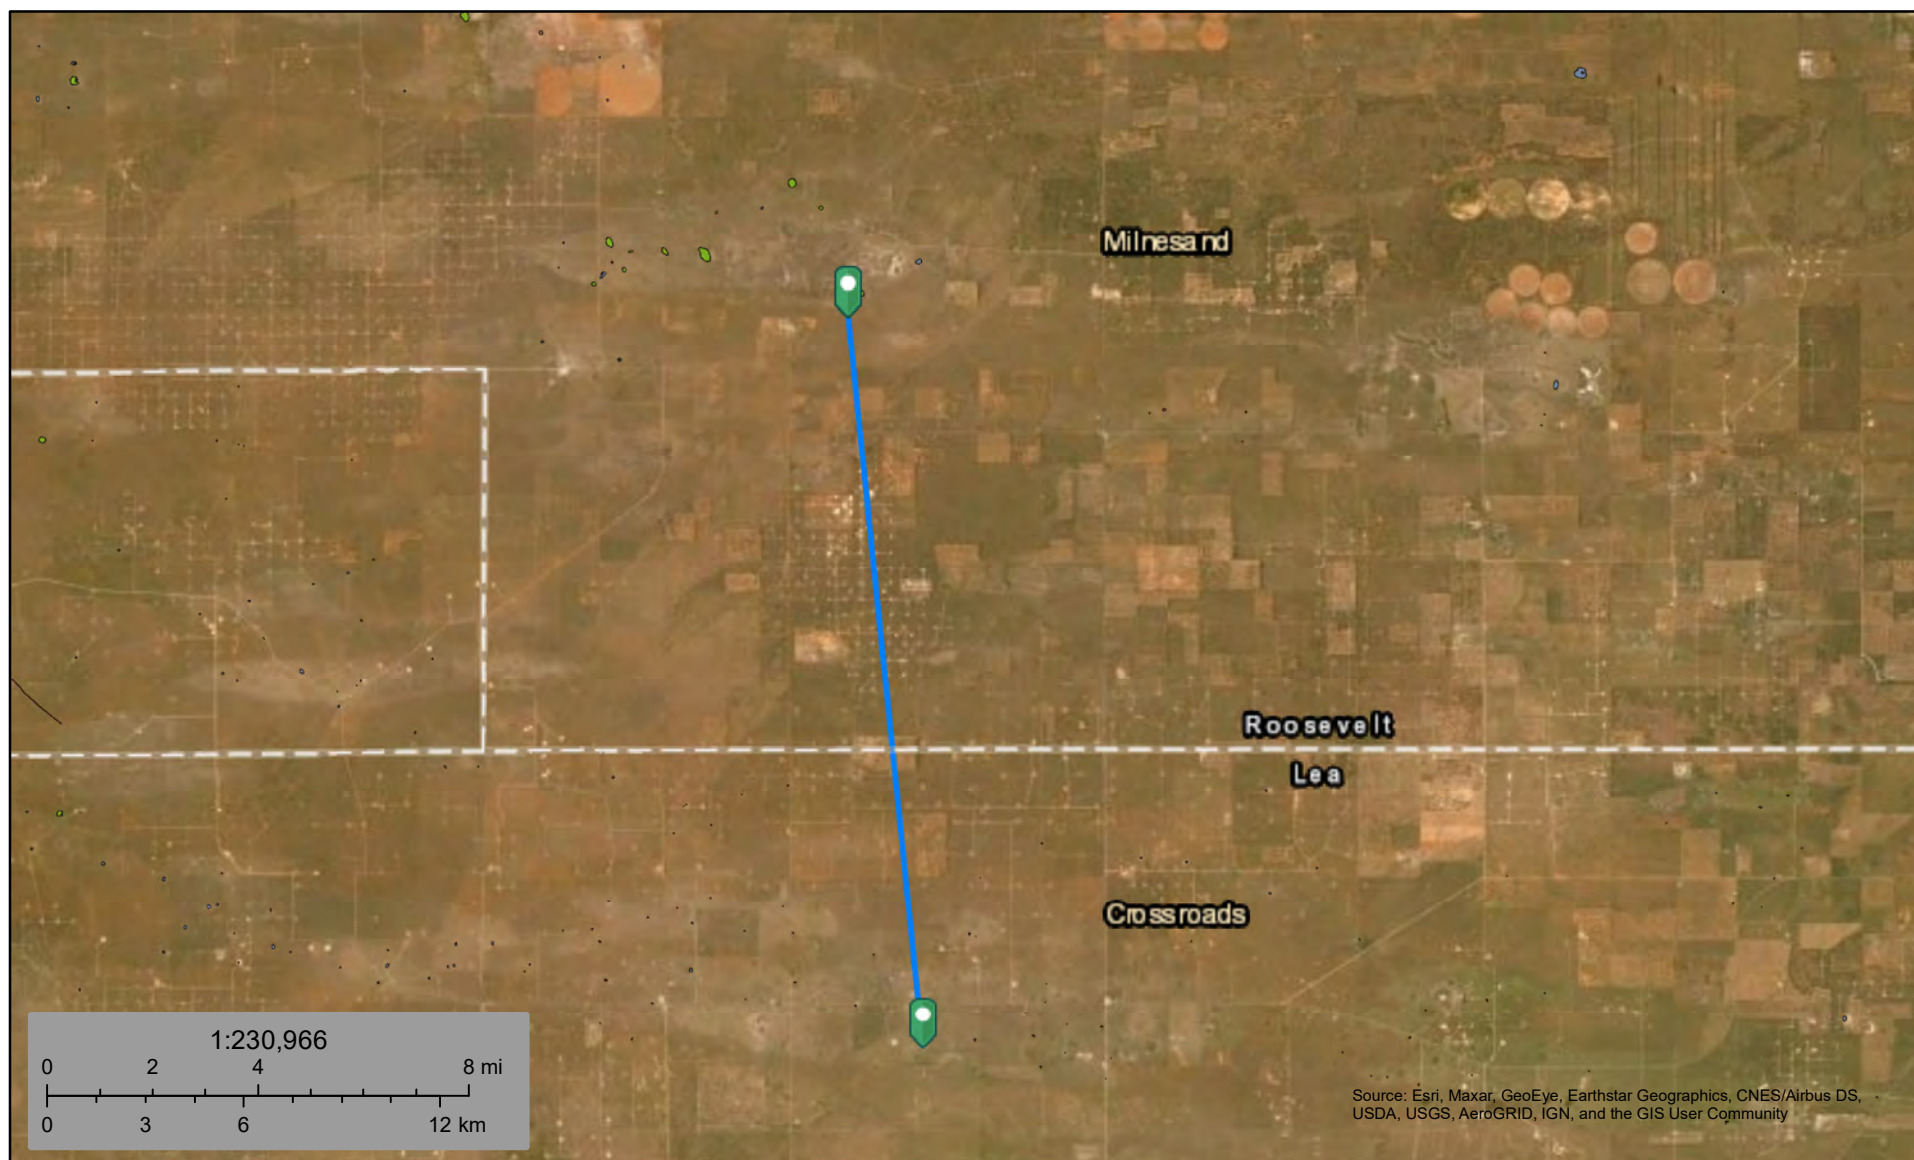 Milnesand
Roosevelt
Lea
Crossroads
1:230,966
0 2 4 8 mi
0 3 6 12 km
Source: Esri, Maxar, GeoEye, Earthstar Geographics, CNES/Airbus DS,
USDA, USGS, AeroGRID, IGN, and the GIS User Community